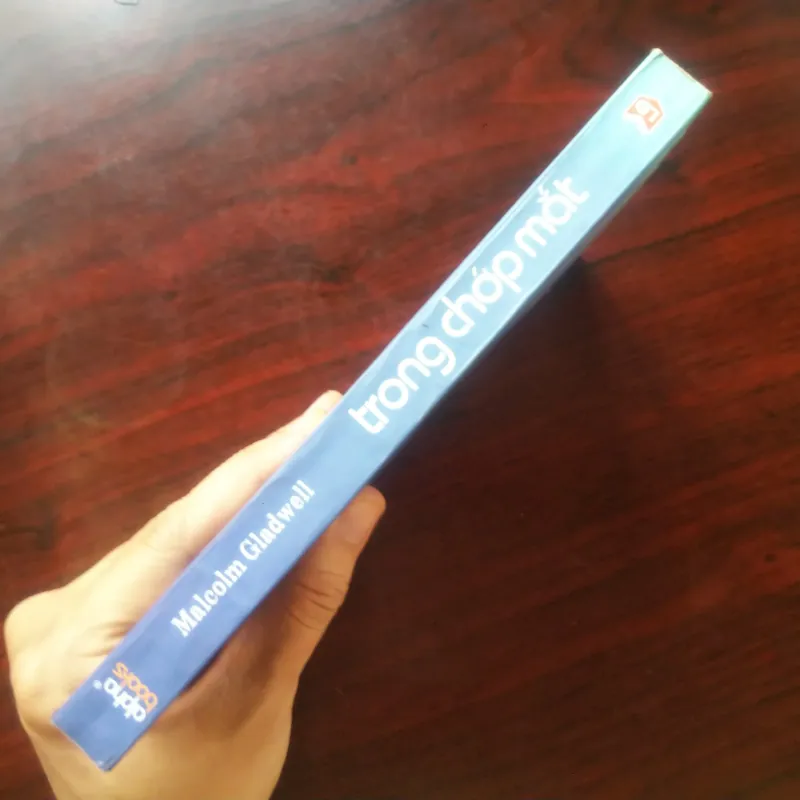 trong chớp mắt
Malcolm Gladwell
alpha
books